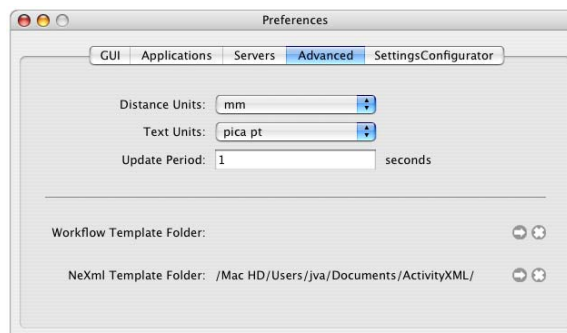 Preferences
GUI Applications Servers Advanced SettingsConfigurator
Distance Units: mm
Text Units: pica pt
Update Period: 1 seconds
Workflow Template Folder:
NeXml Template Folder: /Mac HD/Users/jva/Documents/ActivityXML/